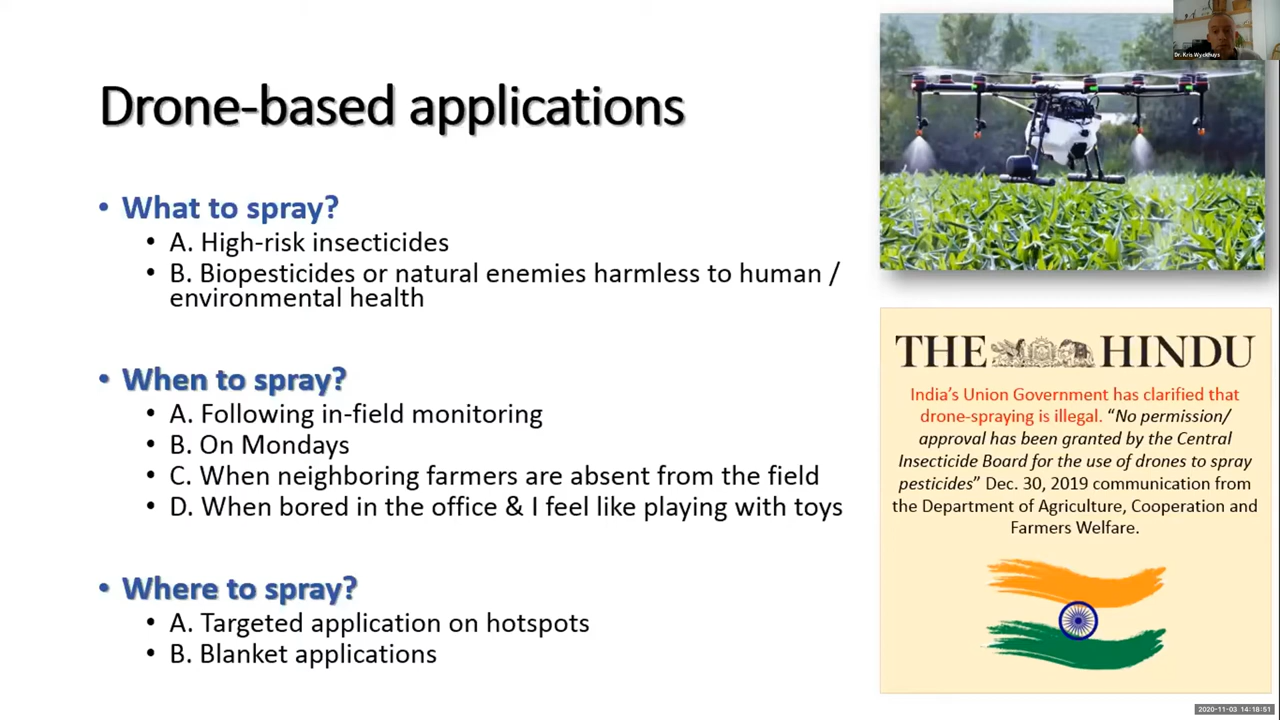 Drone-based applications
• What to spray?
• A. High-risk insecticides
• B. Biopesticides or natural enemies harmless to human /
environmental health
• When to spray?
• A. Following in-field monitoring
• B. On Mondays
• C. When neighboring farmers are absent from the field
• D. When bored in the office & I feel like playing with toys
• Where to spray?
• A. Targeted application on hotspots
• B. Blanket applications
Dr. Kris Wyckhuys
THE HINDU
India's Union Government has clarified that
drone-spraying is illegal. “No permission/
approval has been granted by the Central
Insecticide Board for the use of drones to spray
pesticides” Dec. 30, 2019 communication from
the Department of Agriculture, Cooperation and
Farmers Welfare.
2020-11-03 14:18:51